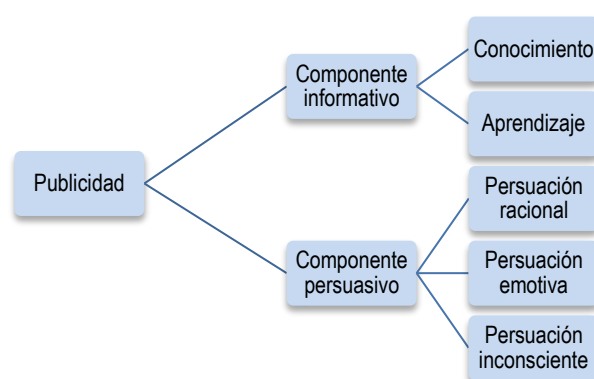 Publicidad
Componente
informativo
Conocimiento
Aprendizaje
Componente
persuasivo
Persuación
racional
Persuación
emotiva
Persuación
inconsciente